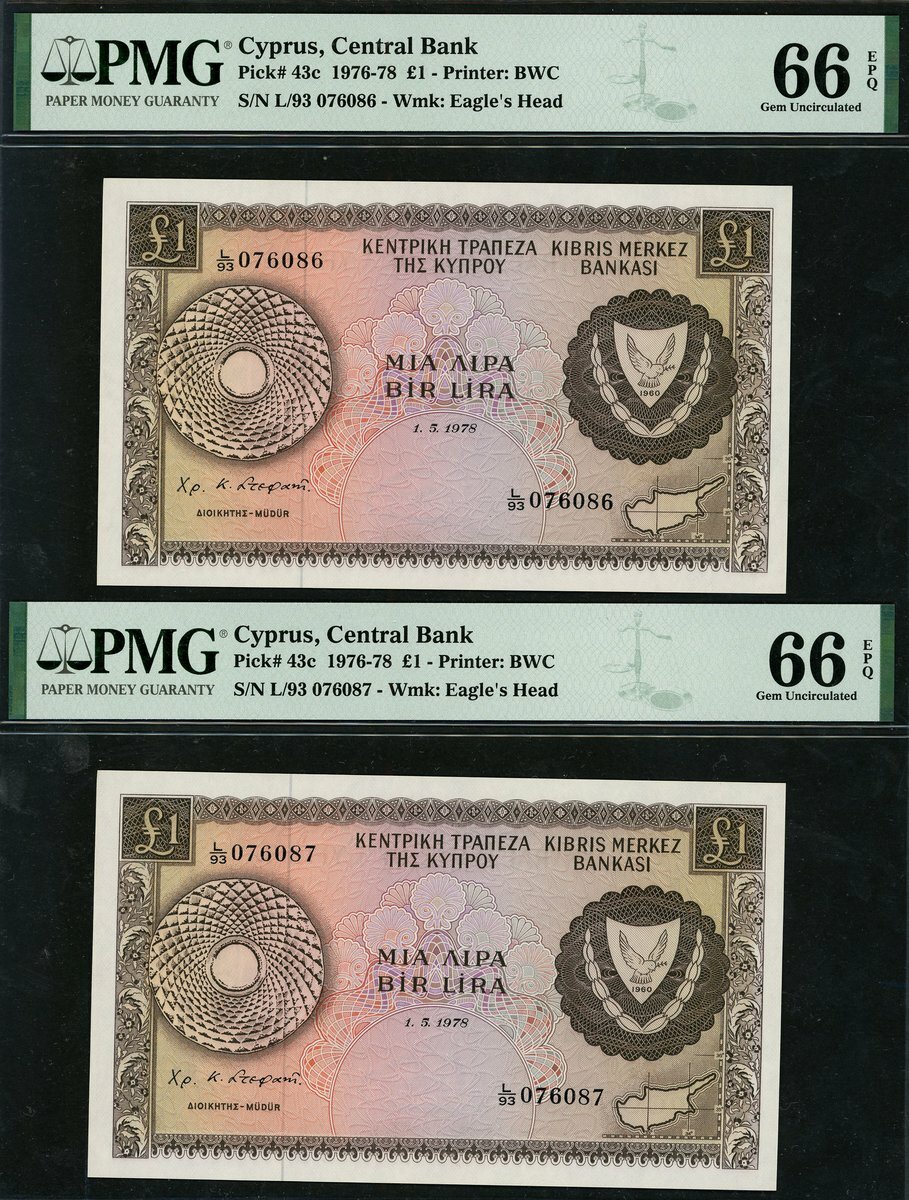 PMG®
PAPER MONEY GUARANTY
Cyprus, Central Bank
Pick# 43c 1976-78 £1 - Printer: BWC
S/N L/93 076086 - Wmk: Eagle's Head
66 EPQ
Gem Uncirculated
£1
£1
L/93 076086
ΚΕΝΤΡΙΚΗ ΤΡΑΠΕΖΑ
ΤΗΣ ΚΥΠΡΟΥ
KIBRIS MERKEZ
BANKASI
ΜΙΑ ΛΙΡΑ
BİR LİRA
1960
1. 5. 1978
Χρ. Κ. Στεφανι.
ΔΙΟΙΚΗΤΗΣ-MÜDÜR
L/93 076086
PMG®
PAPER MONEY GUARANTY
Cyprus, Central Bank
Pick# 43c 1976-78 £1 - Printer: BWC
S/N L/93 076087 - Wmk: Eagle's Head
66 EPQ
Gem Uncirculated
£1
£1
L/93 076087
ΚΕΝΤΡΙΚΗ ΤΡΑΠΕΖΑ
ΤΗΣ ΚΥΠΡΟΥ
KIBRIS MERKEZ
BANKASI
ΜΙΑ ΛΙΡΑ
BİR LİRA
1960
1. 5. 1978
Χρ. Κ. Στεφανι.
ΔΙΟΙΚΗΤΗΣ-MÜDÜR
L/93 076087